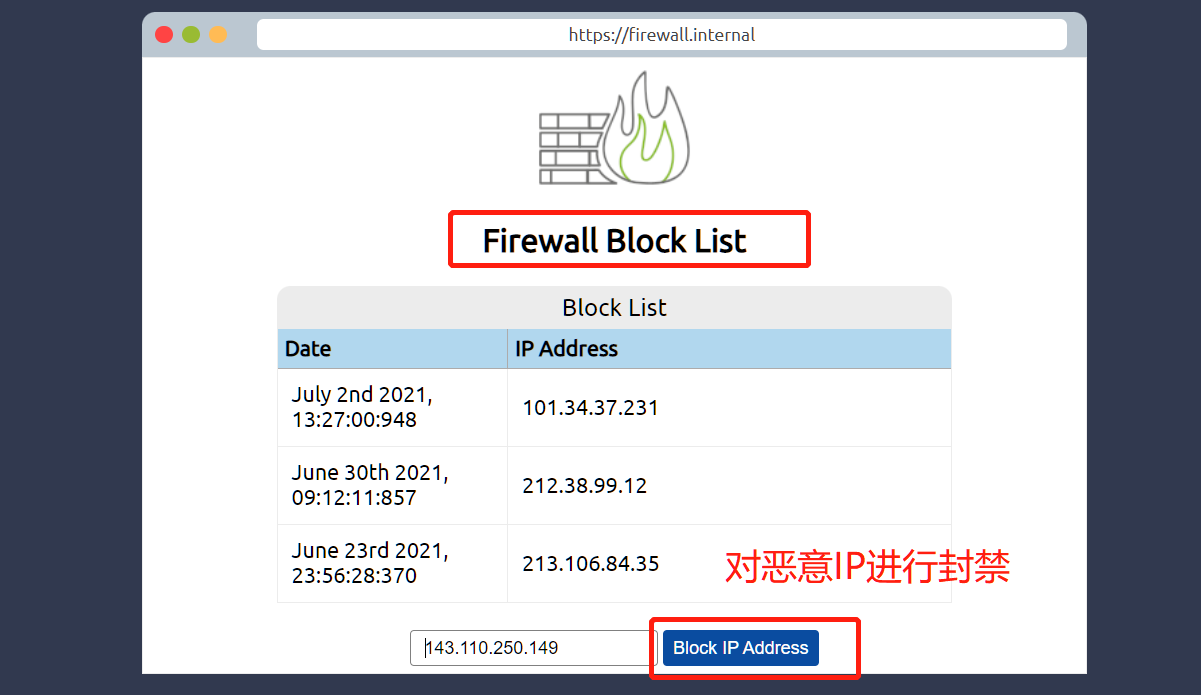 https://firewall.internal
Firewall Block List
Block List
Date IP Address
July 2nd 2021,
13:27:00:948
101.34.37.231
June 30th 2021,
09:12:11:857
212.38.99.12
June 23rd 2021,
23:56:28:370
213.106.84.35
对恶意IP进行封禁
143.110.250.149 Block IP Address